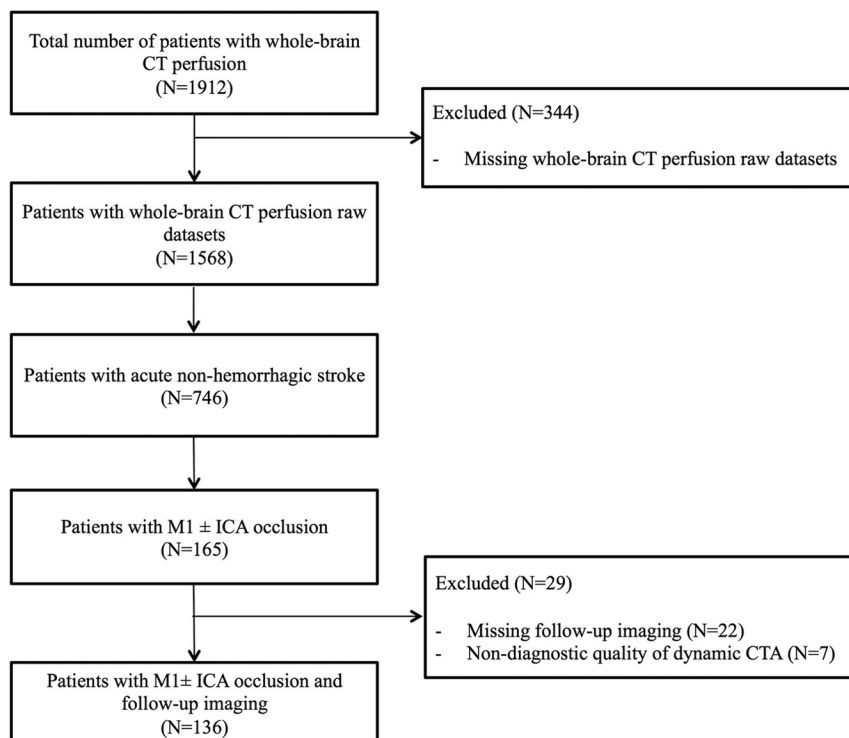 Total number of patients with whole-brain
CT perfusion
(N=1912)
Excluded (N=344)
- Missing whole-brain CT perfusion raw datasets
Patients with whole-brain CT perfusion raw
datasets
(N=1568)
Patients with acute non-hemorrhagic stroke
(N=746)
Patients with M1 ± ICA occlusion
(N=165)
Excluded (N=29)
- Missing follow-up imaging (N=22)
- Non-diagnostic quality of dynamic CTA (N=7)
Patients with M1± ICA occlusion and
follow-up imaging
(N=136)